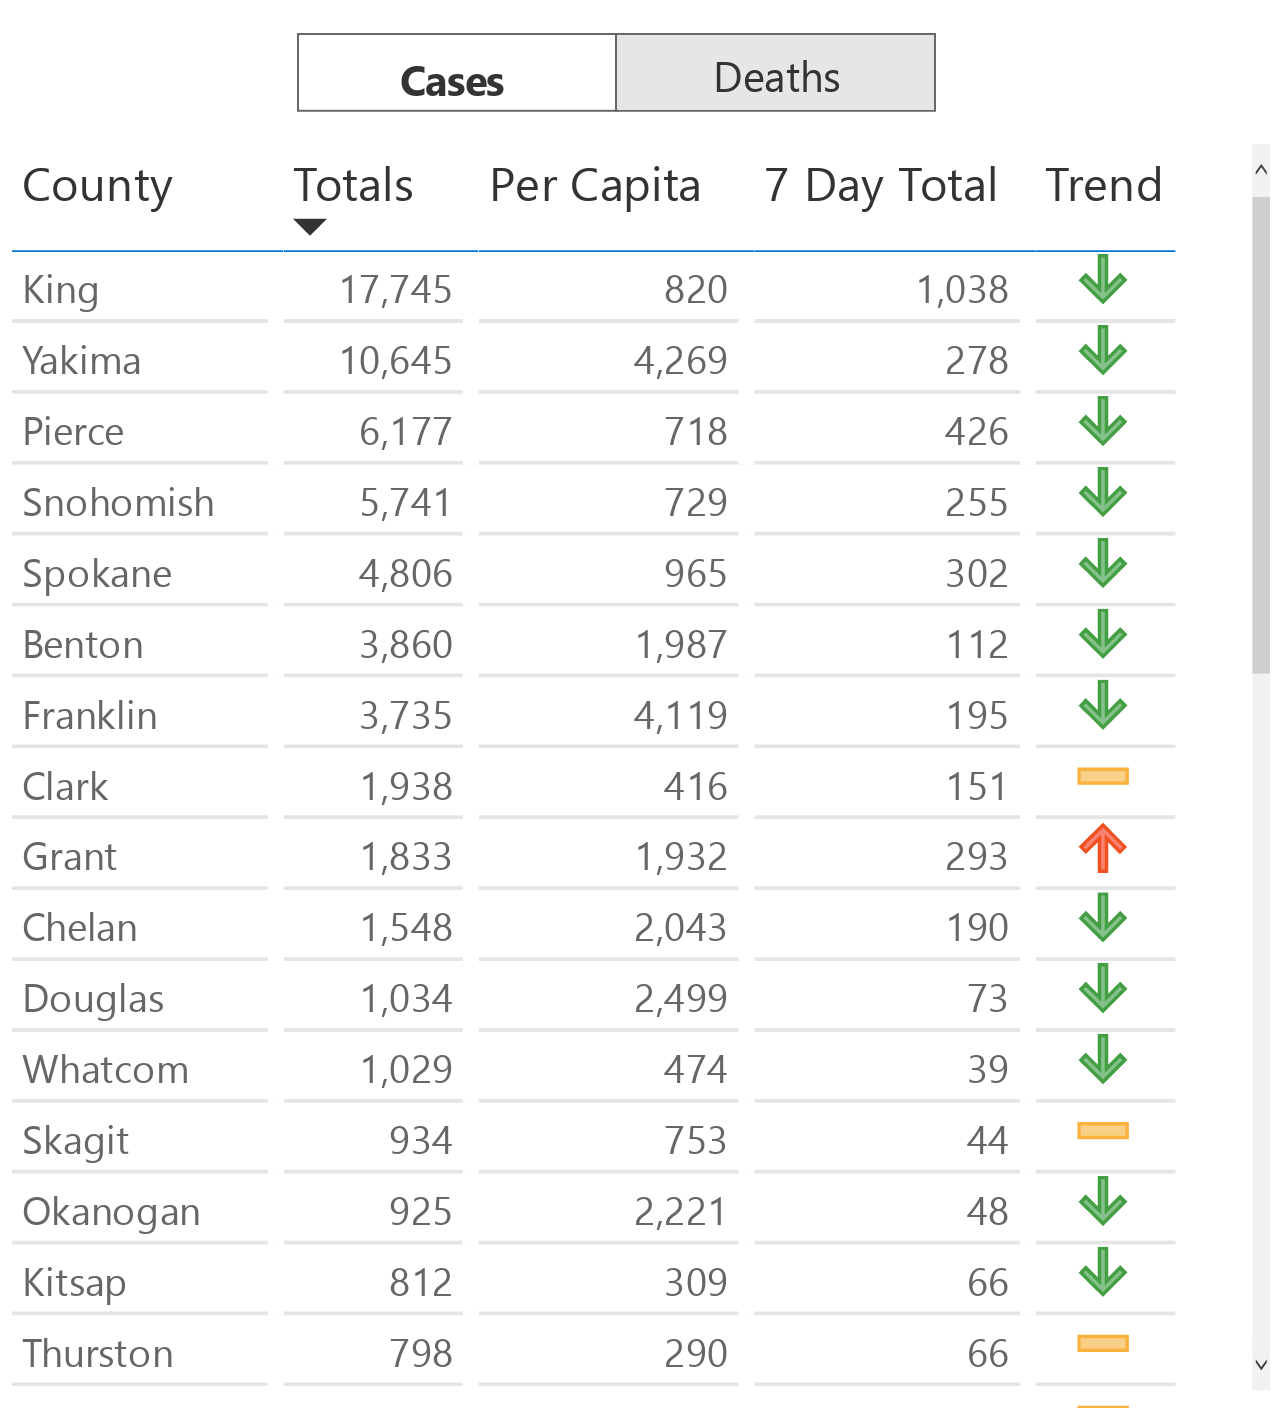 Cases Deaths
County Totals Per Capita 7 Day Total Trend
King 17,745 820 1,038
Yakima 10,645 4,269 278
Pierce 6,177 718 426
Snohomish 5,741 729 255
Spokane 4,806 965 302
Benton 3,860 1,987 112
Franklin 3,735 4,119 195
Clark 1,938 416 151
Grant 1,833 1,932 293
Chelan 1,548 2,043 190
Douglas 1,034 2,499 73
Whatcom 1,029 474 39
Skagit 934 753 44
Okanogan 925 2,221 48
Kitsap 812 309 66
Thurston 798 290 66